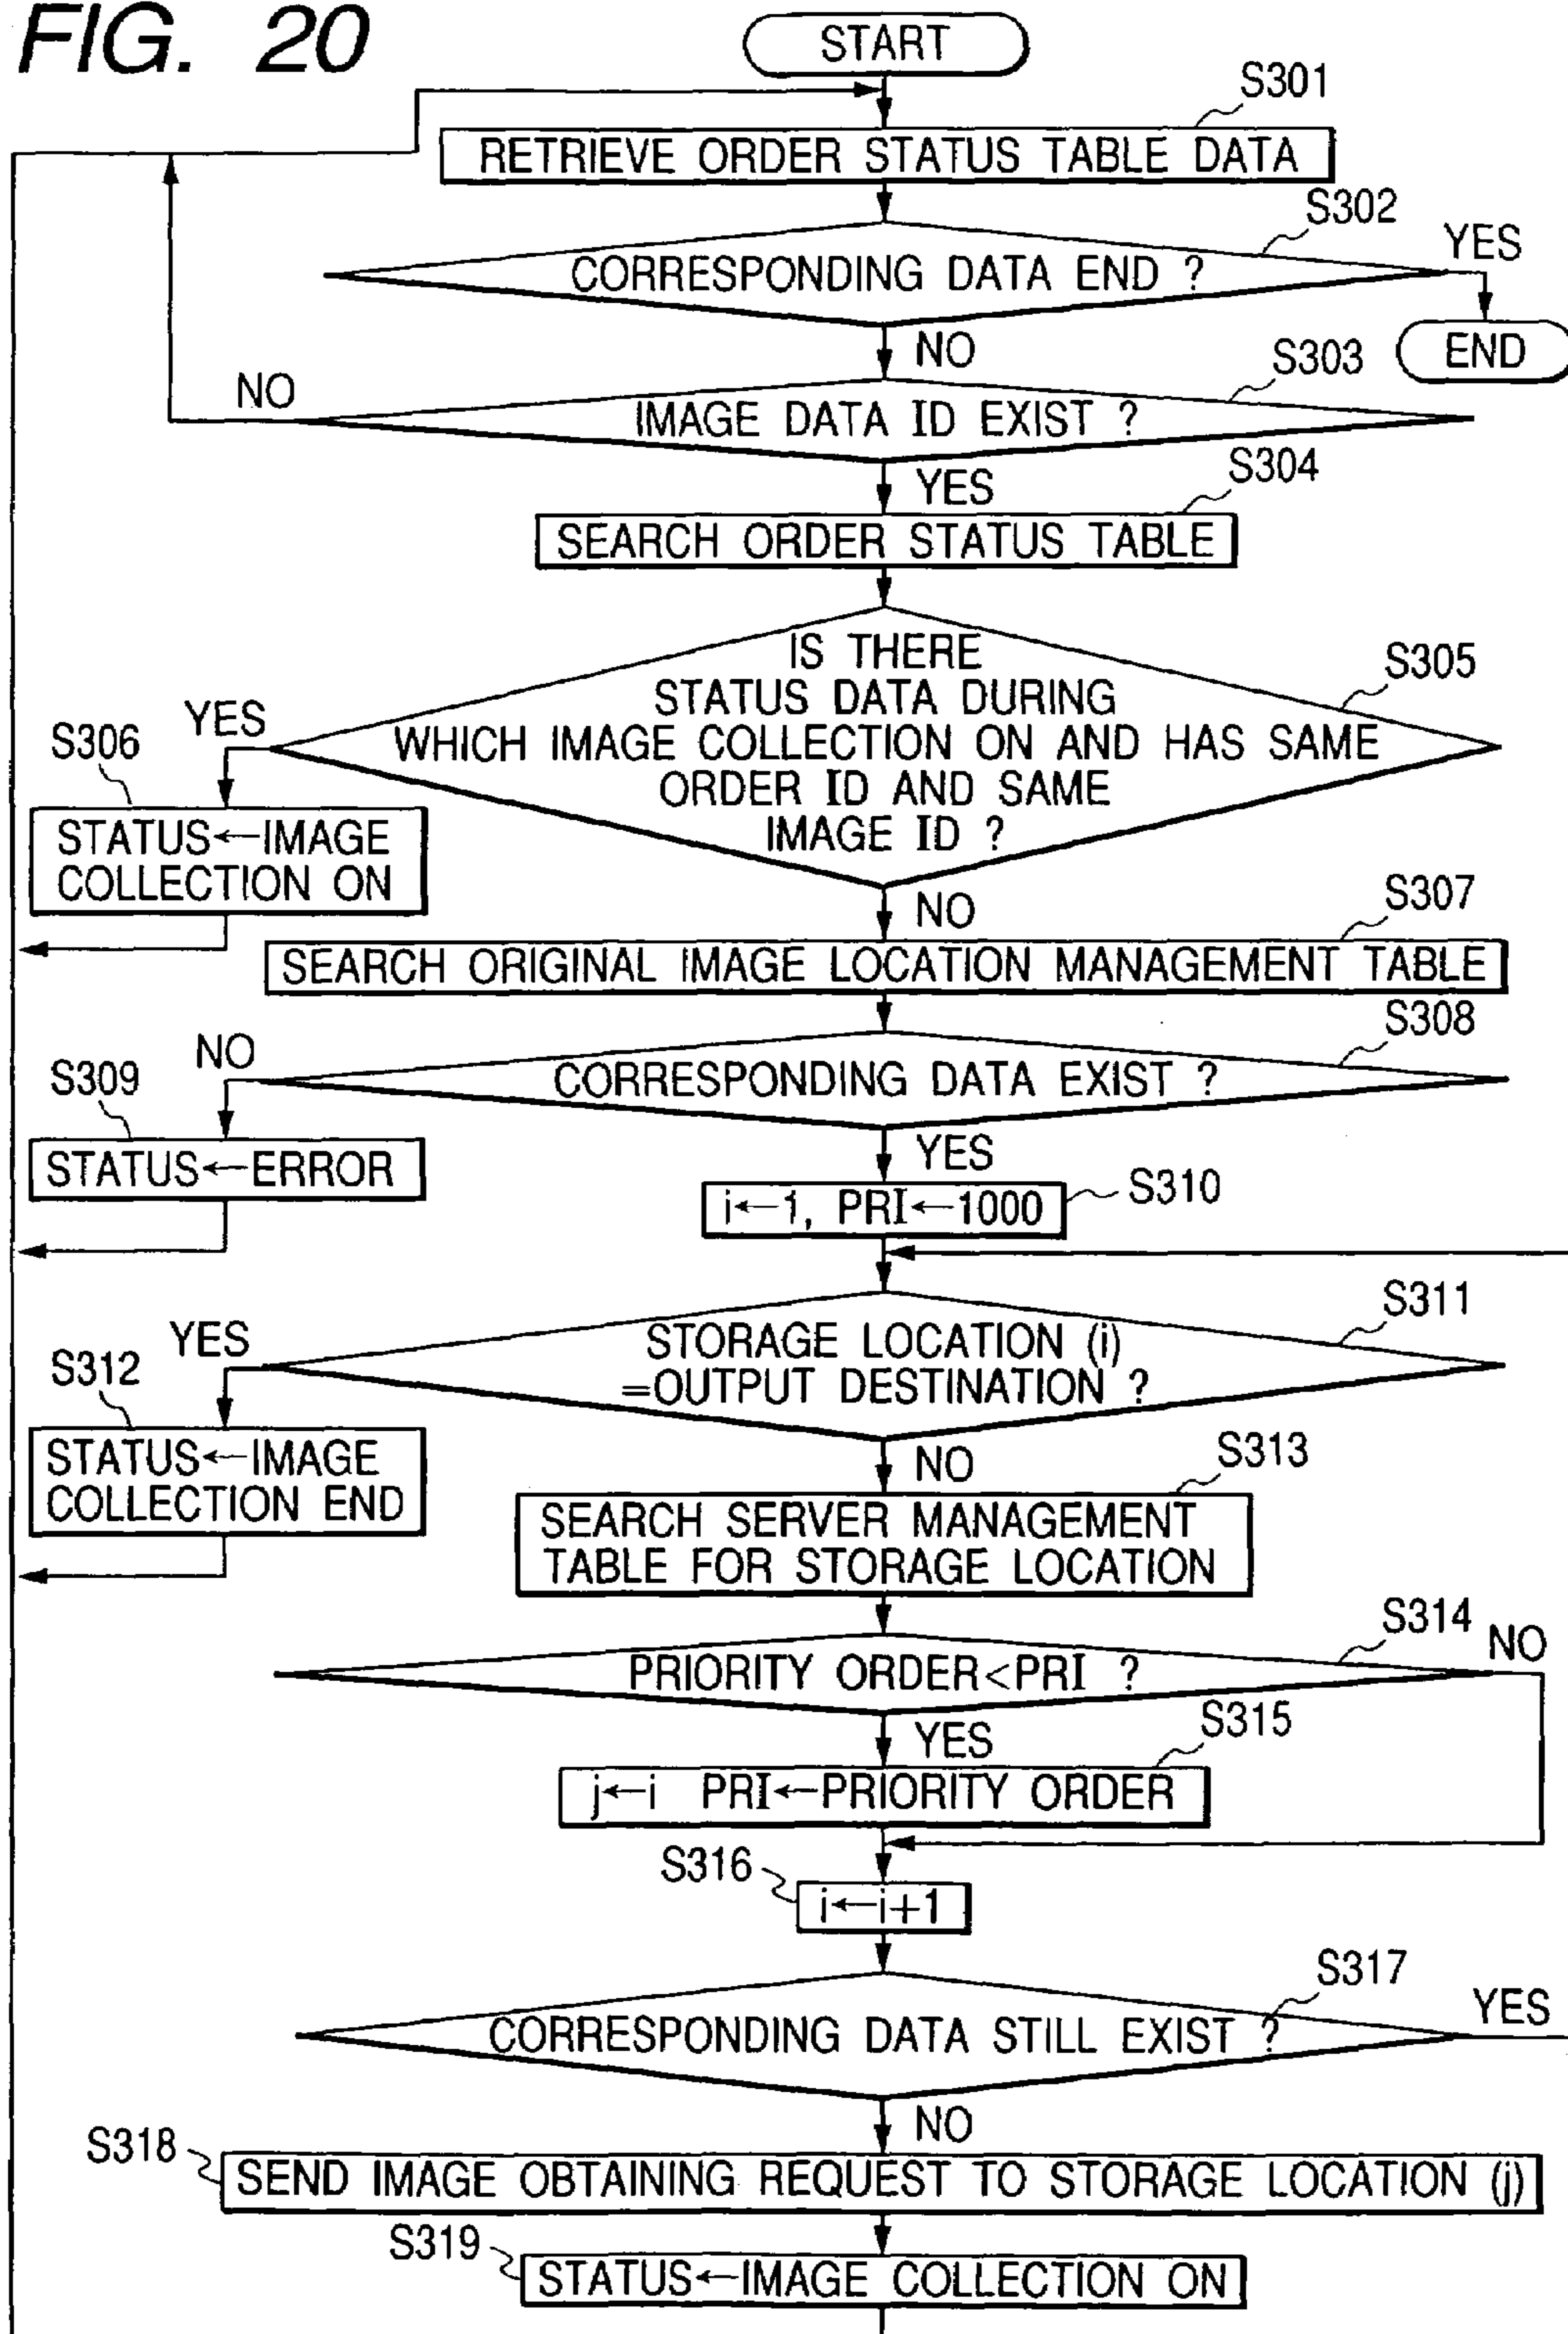 FIG. 20
START
S301
RETRIEVE ORDER STATUS TABLE DATA
S302
YES
CORRESPONDING DATA END ?
END
NO
S303
NO
IMAGE DATA ID EXIST ?
YES
S304
SEARCH ORDER STATUS TABLE
IS THERE
STATUS DATA DURING
WHICH IMAGE COLLECTION ON AND HAS SAME
ORDER ID AND SAME
IMAGE ID ?
S305
YES
S306
STATUS←IMAGE
COLLECTION ON
NO
S307
SEARCH ORIGINAL IMAGE LOCATION MANAGEMENT TABLE
S308
NO
CORRESPONDING DATA EXIST ?
S309
STATUS←ERROR
YES
i←1, PRI←1000
S310
S311
STORAGE LOCATION (i)
=OUTPUT DESTINATION ?
YES
S312
STATUS←IMAGE
COLLECTION END
NO
S313
SEARCH SERVER MANAGEMENT
TABLE FOR STORAGE LOCATION
S314
NO
PRIORITY ORDER<PRI ?
YES
S315
j←i PRI←PRIORITY ORDER
S316
i←i+1
S317
YES
CORRESPONDING DATA STILL EXIST ?
NO
S318
SEND IMAGE OBTAINING REQUEST TO STORAGE LOCATION (j)
S319
STATUS←IMAGE COLLECTION ON